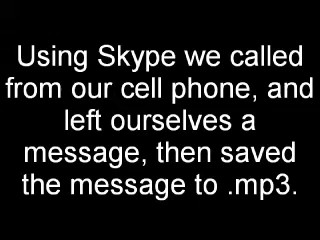 Using Skype we called
from our cell phone, and
left ourselves a
message, then saved
the message to .mp3.